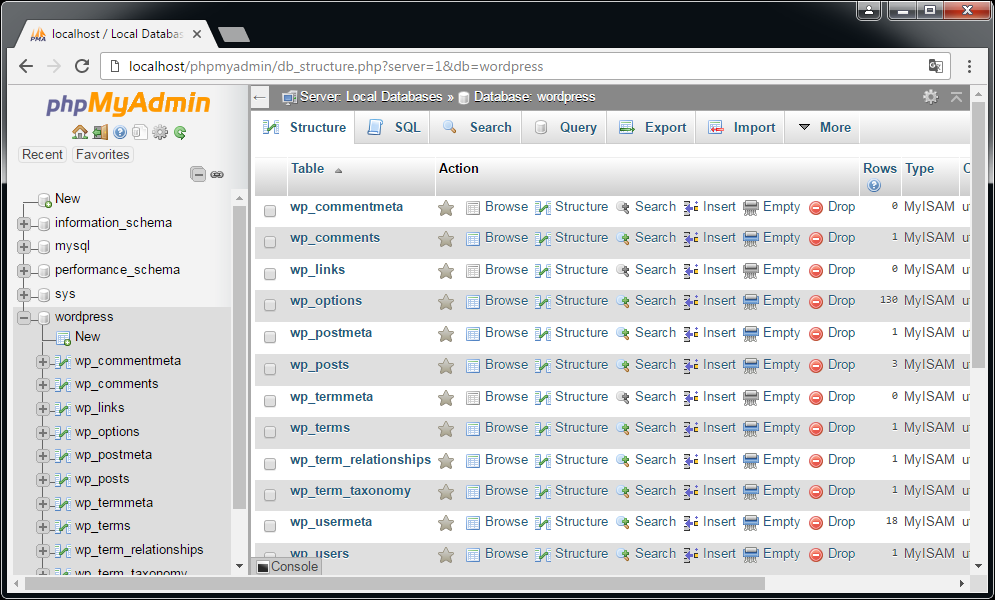 localhost / Local Databas
localhost/phpmyadmin/db_structure.php?server=1&db=wordpress
phpMyAdmin
Recent Favorites
New
information_schema
mysql
performance_schema
sys
wordpress
New
wp_commentmeta
wp_comments
wp_links
wp_options
wp_postmeta
wp_posts
wp_termmeta
wp_terms
wp_term_relationships
wp_term_taxonomy
Server: Local Databases » Database: wordpress
Structure SQL Search Query Export Import More
Table Action Rows Type C
wp_commentmeta Browse Structure Search Insert Empty Drop 0 MyISAM u
wp_comments Browse Structure Search Insert Empty Drop 1 MyISAM u
wp_links Browse Structure Search Insert Empty Drop 0 MyISAM u
wp_options Browse Structure Search Insert Empty Drop 130 MyISAM u
wp_postmeta Browse Structure Search Insert Empty Drop 1 MyISAM u
wp_posts Browse Structure Search Insert Empty Drop 3 MyISAM u
wp_termmeta Browse Structure Search Insert Empty Drop 0 MyISAM u
wp_terms Browse Structure Search Insert Empty Drop 1 MyISAM u
wp_term_relationships Browse Structure Search Insert Empty Drop 1 MyISAM u
wp_term_taxonomy Browse Structure Search Insert Empty Drop 1 MyISAM u
wp_usermeta Browse Structure Search Insert Empty Drop 18 MyISAM u
wp_users Browse Structure Search Insert Empty Drop 1 MyISAM u
Console